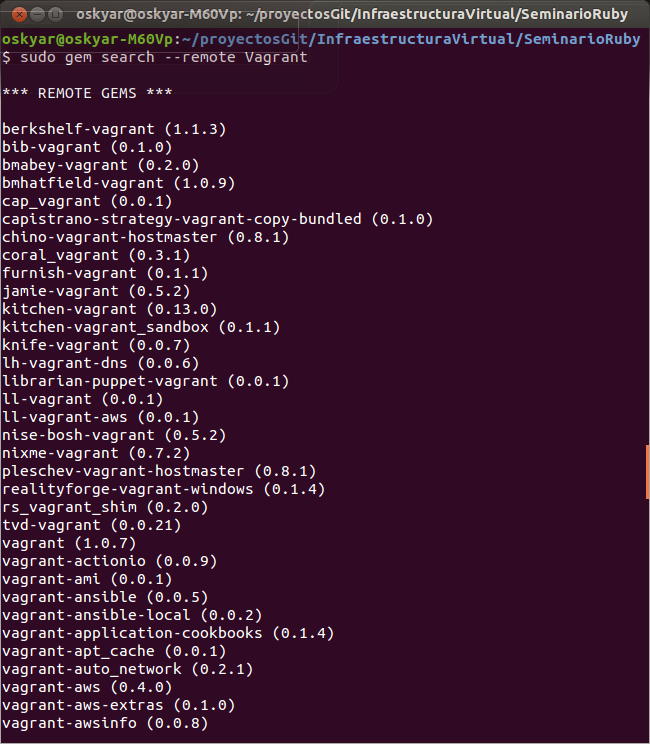 oskyar@oskyar-M60Vp: ~/proyectosGit/InfraestructuraVirtual/SeminarioRuby
oskyar@oskyar-M60Vp:~/proyectosGit/InfraestructuraVirtual/SeminarioRuby
$ sudo gem search --remote Vagrant
*** REMOTE GEMS ***
berkshelf-vagrant (1.1.3)
bib-vagrant (0.1.0)
bmabey-vagrant (0.2.0)
bmhatfield-vagrant (1.0.9)
cap_vagrant (0.0.1)
capistrano-strategy-vagrant-copy-bundled (0.1.0)
chino-vagrant-hostmaster (0.8.1)
coral_vagrant (0.3.1)
furnish-vagrant (0.1.1)
jamie-vagrant (0.5.2)
kitchen-vagrant (0.13.0)
kitchen-vagrant_sandbox (0.1.1)
knife-vagrant (0.0.7)
lh-vagrant-dns (0.0.6)
librarian-puppet-vagrant (0.0.1)
ll-vagrant (0.0.1)
ll-vagrant-aws (0.0.1)
nise-bosh-vagrant (0.5.2)
nixme-vagrant (0.7.2)
pleschev-vagrant-hostmaster (0.8.1)
realityforge-vagrant-windows (0.1.4)
rs_vagrant_shim (0.2.0)
tvd-vagrant (0.0.21)
vagrant (1.0.7)
vagrant-actionio (0.0.9)
vagrant-ami (0.0.1)
vagrant-ansible (0.0.5)
vagrant-ansible-local (0.0.2)
vagrant-application-cookbooks (0.1.4)
vagrant-apt_cache (0.0.1)
vagrant-auto_network (0.2.1)
vagrant-aws (0.4.0)
vagrant-aws-extras (0.1.0)
vagrant-awsinfo (0.0.8)